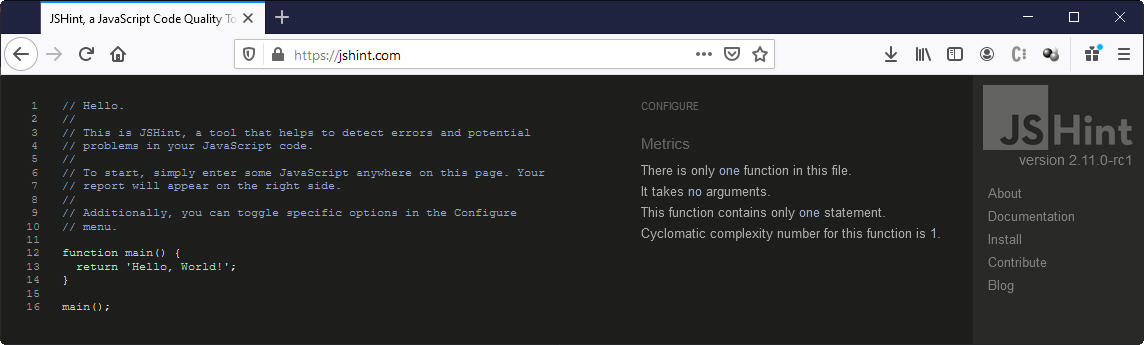 JSHint, a JavaScript Code Quality To
https://jshint.com
1 // Hello.
2 //
3 // This is JSHint, a tool that helps to detect errors and potential
4 // problems in your JavaScript code.
5 //
6 // To start, simply enter some JavaScript anywhere on this page. Your
7 // report will appear on the right side.
8 //
9 // Additionally, you can toggle specific options in the Configure
10 // menu.
11
12 function main() {
13   return 'Hello, World!';
14 }
15
16 main();
CONFIGURE
Metrics
There is only one function in this file.
It takes no arguments.
This function contains only one statement.
Cyclomatic complexity number for this function is 1.
JSHint
version 2.11.0-rc1
About
Documentation
Install
Contribute
Blog